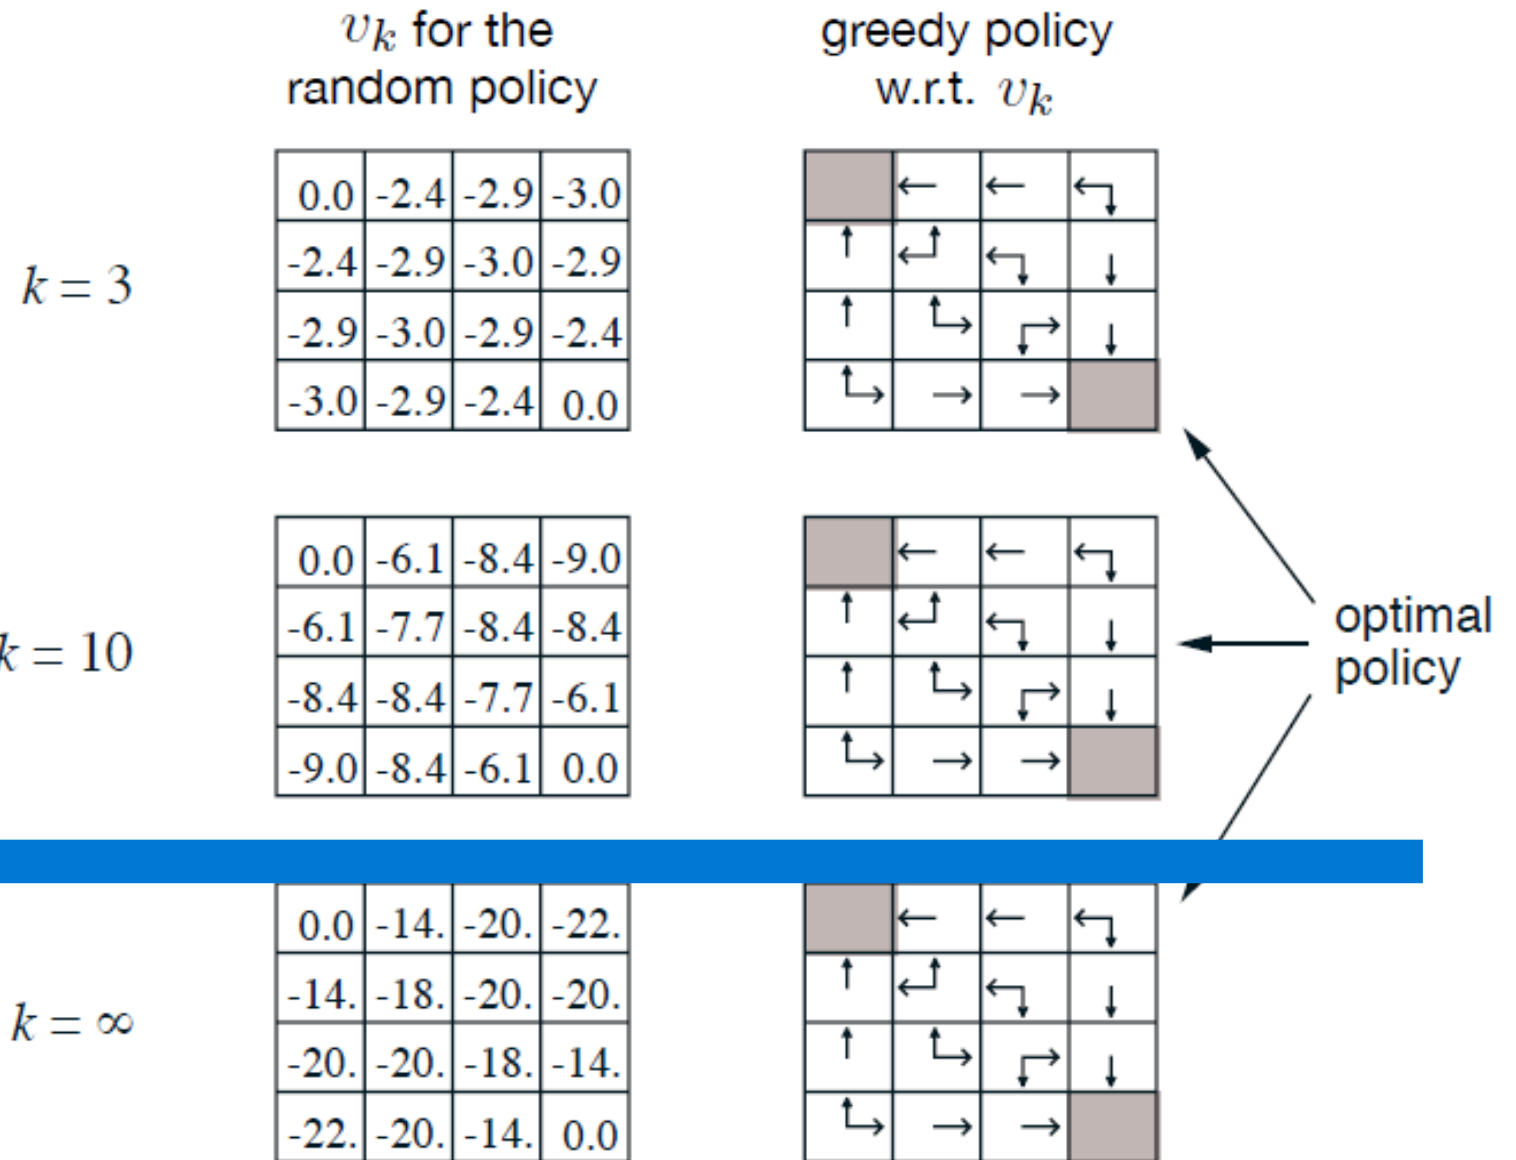 vₖ for the
random policy
greedy policy
w.r.t. vₖ
k = 3
0.0 -2.4 -2.9 -3.0
-2.4 -2.9 -3.0 -2.9
-2.9 -3.0 -2.9 -2.4
-3.0 -2.9 -2.4 0.0
k = 10
0.0 -6.1 -8.4 -9.0
-6.1 -7.7 -8.4 -8.4
-8.4 -8.4 -7.7 -6.1
-9.0 -8.4 -6.1 0.0
optimal
policy
k = ∞
0.0 -14. -20. -22.
-14. -18. -20. -20.
-20. -20. -18. -14.
-22. -20. -14. 0.0